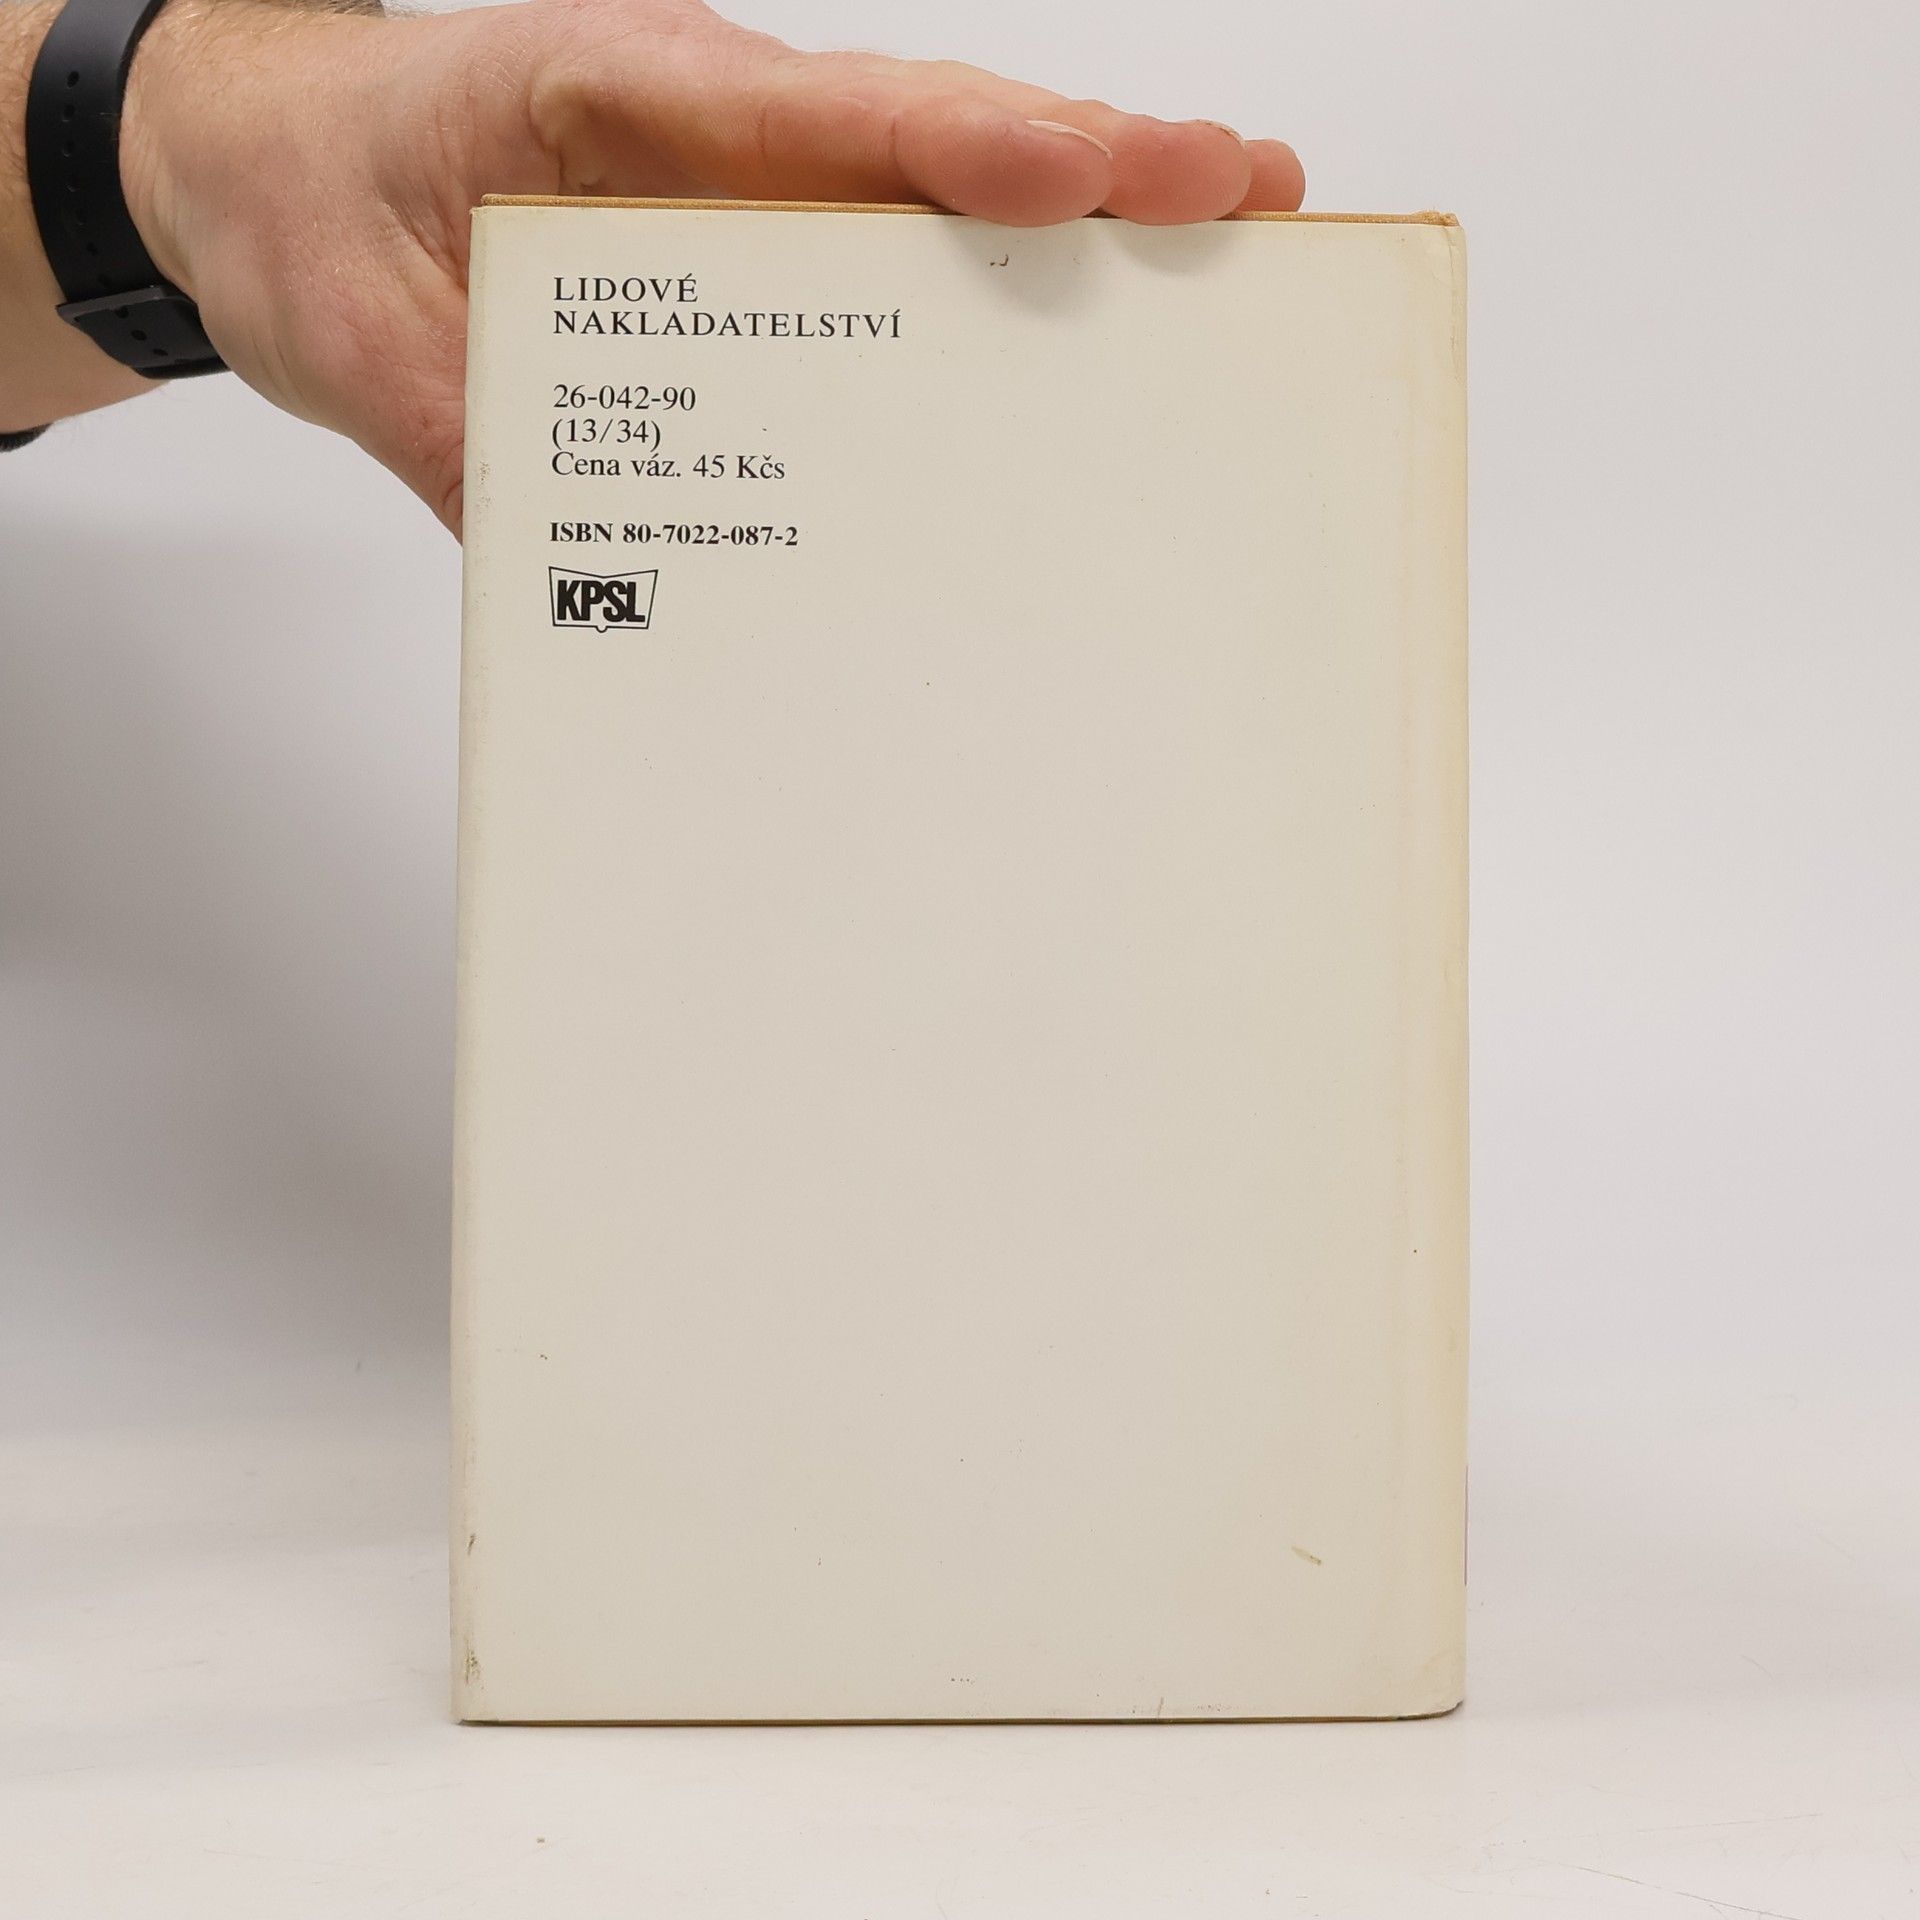 LIDOVÉ
NAKLADATELSTVÍ
26-042-90
(13/34)
Cena váz. 45 Kčs
ISBN 80-7022-087-2
KPSL